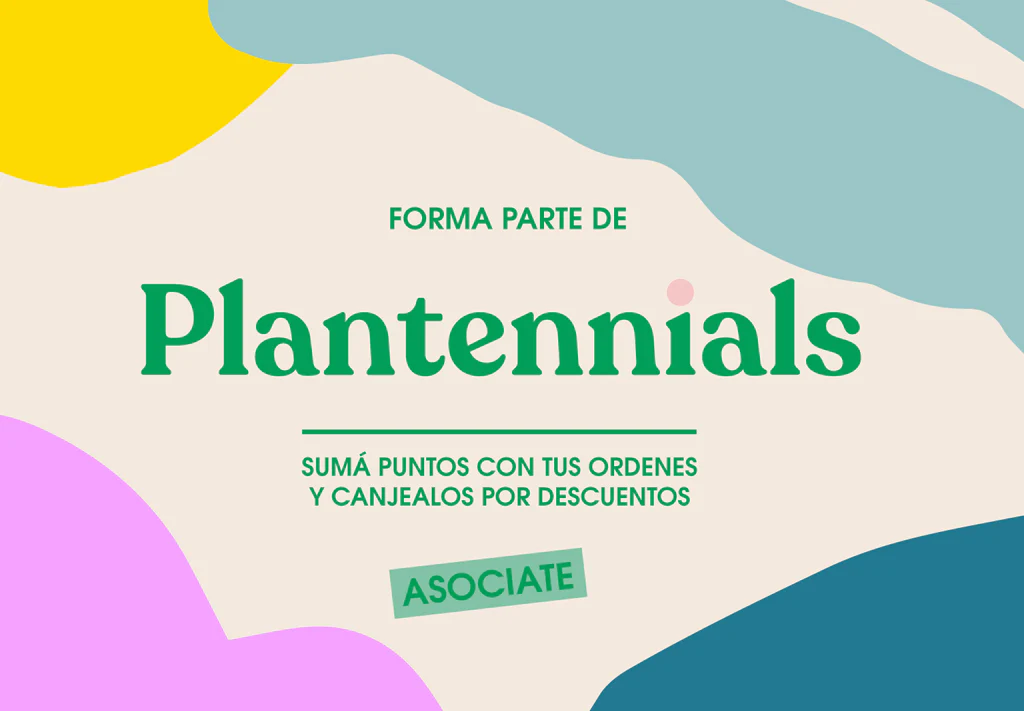 FORMA PARTE DE
Plantennials
SUMÁ PUNTOS CON TUS ORDENES
Y CANJEALOS POR DESCUENTOS
ASOCIATE